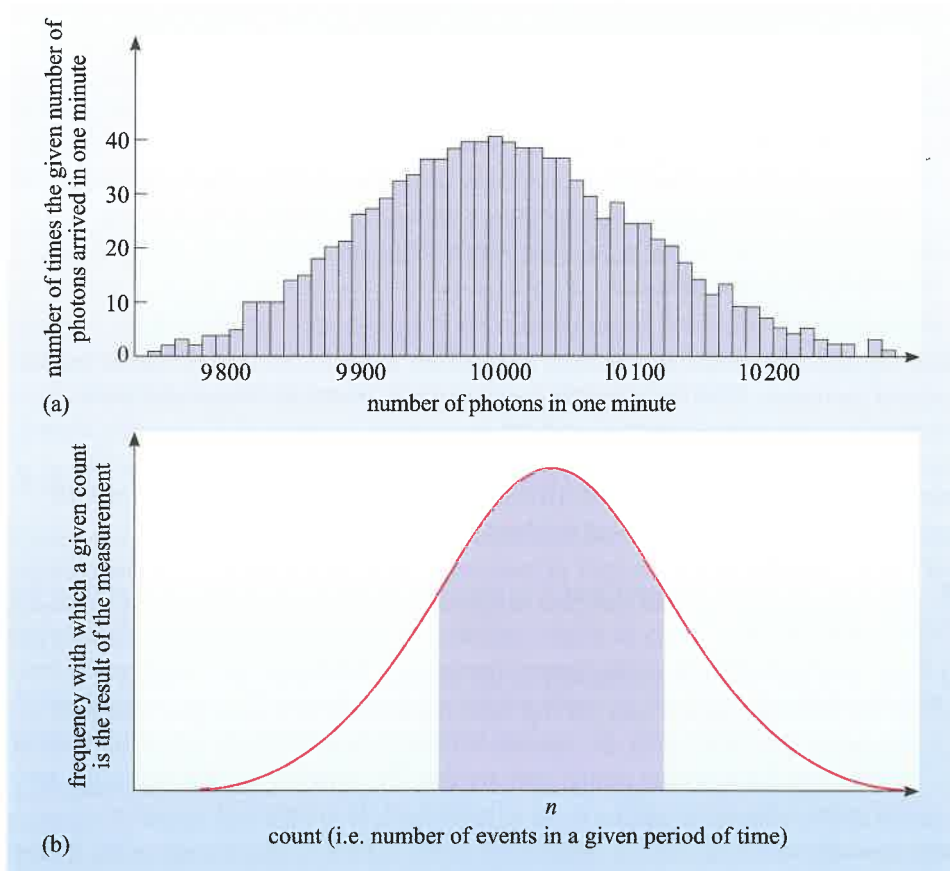 number of times the given number of
photons arrived in one minute
40
30
20
10
0
9800 9900 10000 10100 10200
(a)
number of photons in one minute
frequency with which a given count
is the result of the measurement
n
(b)
count (i.e. number of events in a given period of time)